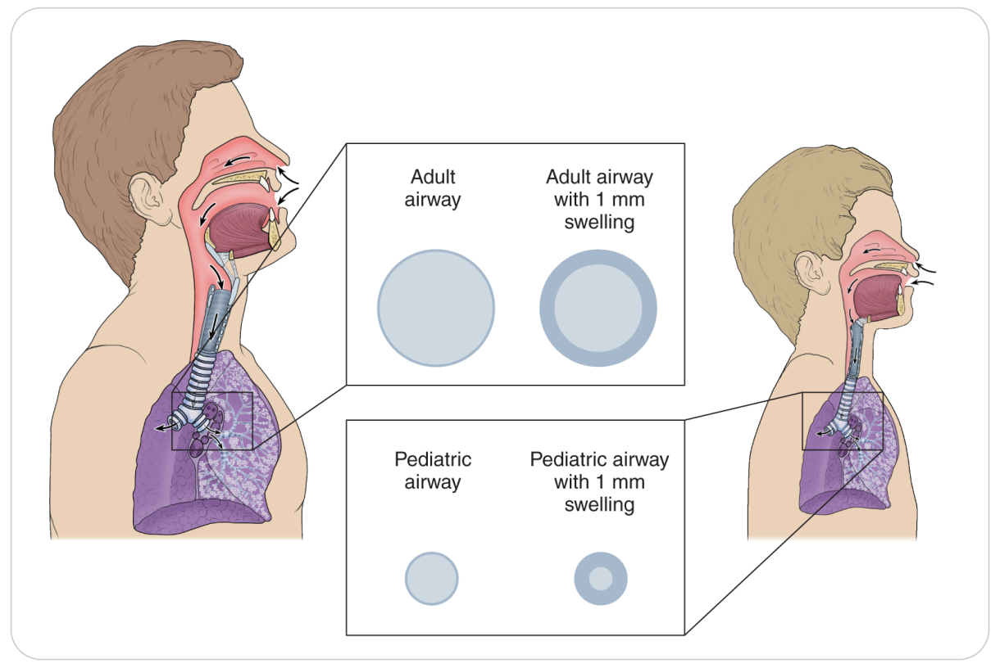 Adult
airway
Adult airway
with 1 mm
swelling
Pediatric
airway
Pediatric airway
with 1 mm
swelling